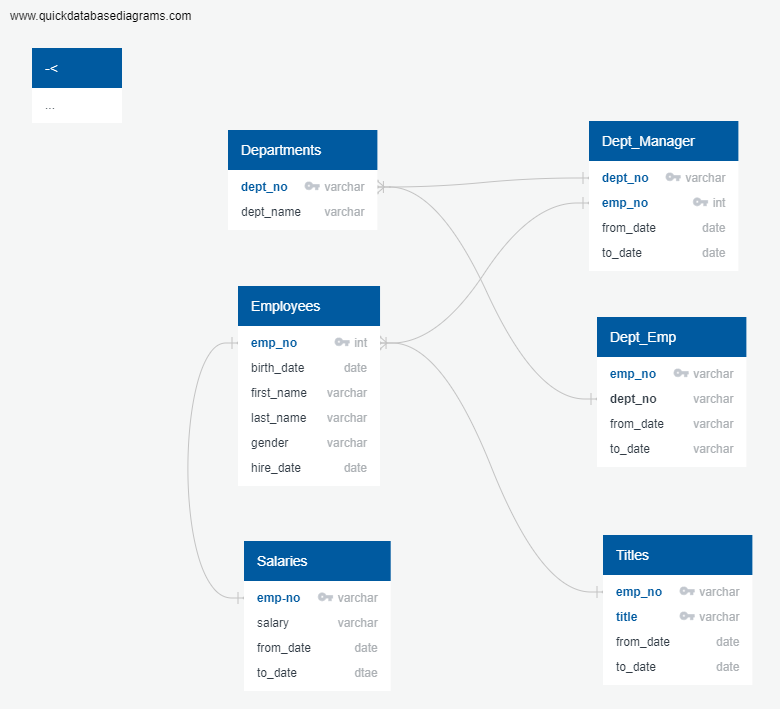 www.quickdatabasediagrams.com
-<
...
Departments
dept_no varchar
dept_name varchar
Dept_Manager
dept_no varchar
emp_no int
from_date date
to_date date
Employees
emp_no int
birth_date date
first_name varchar
last_name varchar
gender varchar
hire_date date
Dept_Emp
emp_no varchar
dept_no varchar
from_date varchar
to_date varchar
Salaries
emp-no varchar
salary varchar
from_date date
to_date dtae
Titles
emp_no varchar
title varchar
from_date date
to_date date